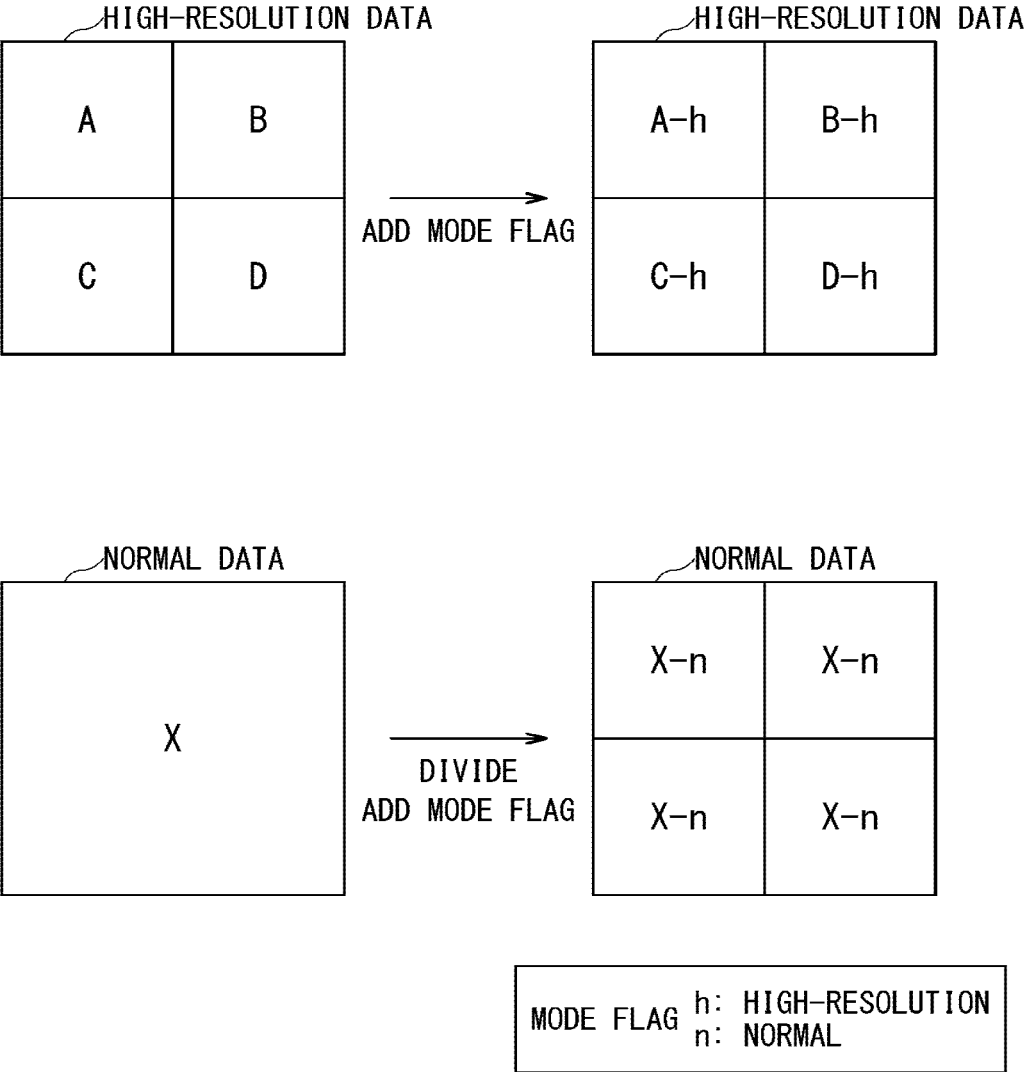 HIGH-RESOLUTION DATA
A B
C D
ADD MODE FLAG
HIGH-RESOLUTION DATA
A-h B-h
C-h D-h
NORMAL DATA
X
DIVIDE
ADD MODE FLAG
NORMAL DATA
X-n X-n
X-n X-n
MODE FLAG
h: HIGH-RESOLUTION
n: NORMAL